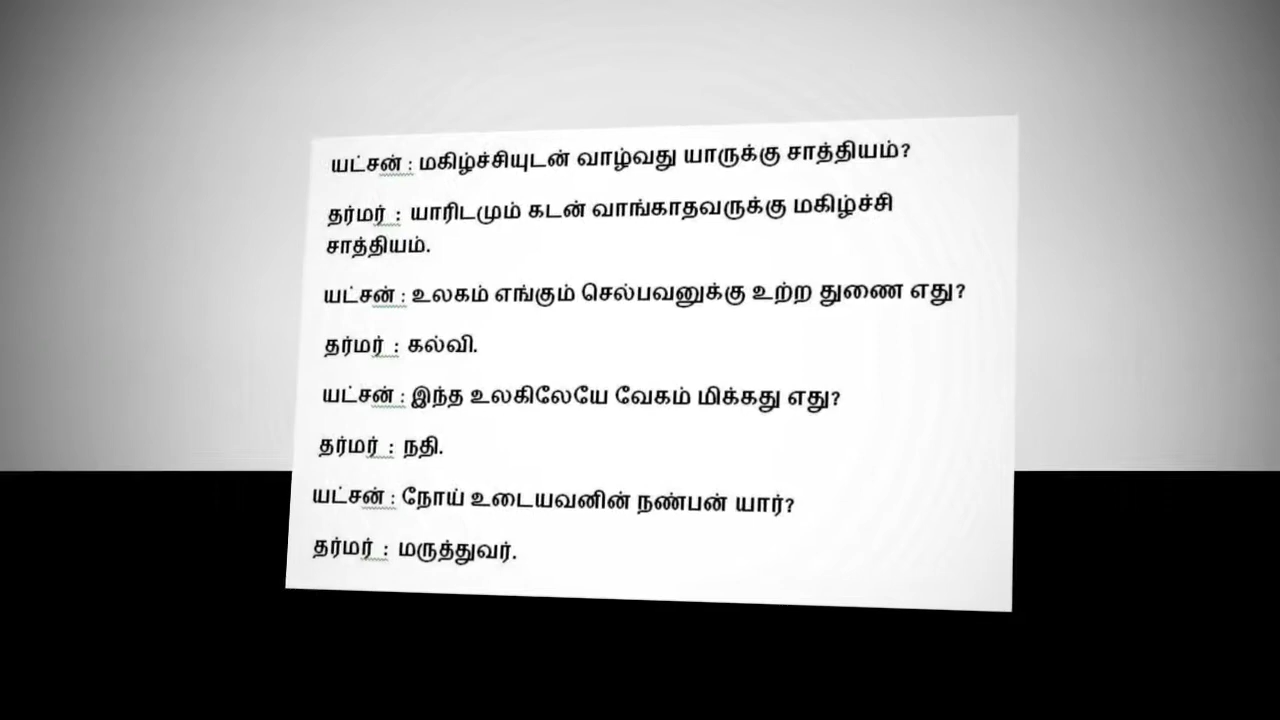 யட்சன் : மகிழ்ச்சியுடன் வாழ்வது யாருக்கு சாத்தியம்?
தர்மர் : யாரிடமும் கடன் வாங்காதவருக்கு மகிழ்ச்சி
சாத்தியம்.
யட்சன் : உலகம் எங்கும் செல்பவனுக்கு உற்ற துணை எது?
தர்மர் : கல்வி.
யட்சன் : இந்த உலகிலேயே வேகம் மிக்கது எது?
தர்மர் : நதி.
யட்சன் : நோய் உடையவனின் நண்பன் யார்?
தர்மர் : மருத்துவர்.